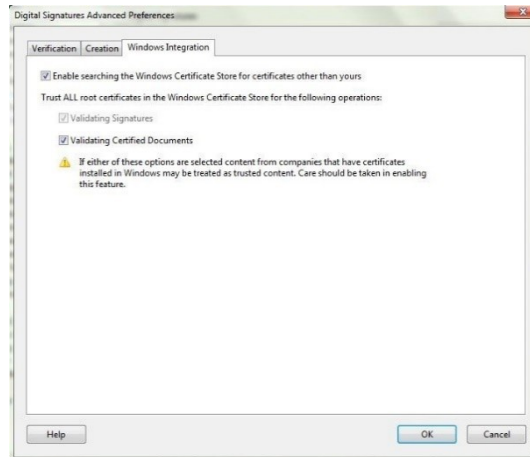 Digital Signatures Advanced Preferences
Verification Creation Windows Integration
Enable searching the Windows Certificate Store for certificates other than yours
Trust ALL root certificates in the Windows Certificate Store for the following operations:
Validating Signatures
Validating Certified Documents
If either of these options are selected content from companies that have certificates
installed in Windows may be treated as trusted content. Care should be taken in enabling
this feature.
Help OK Cancel